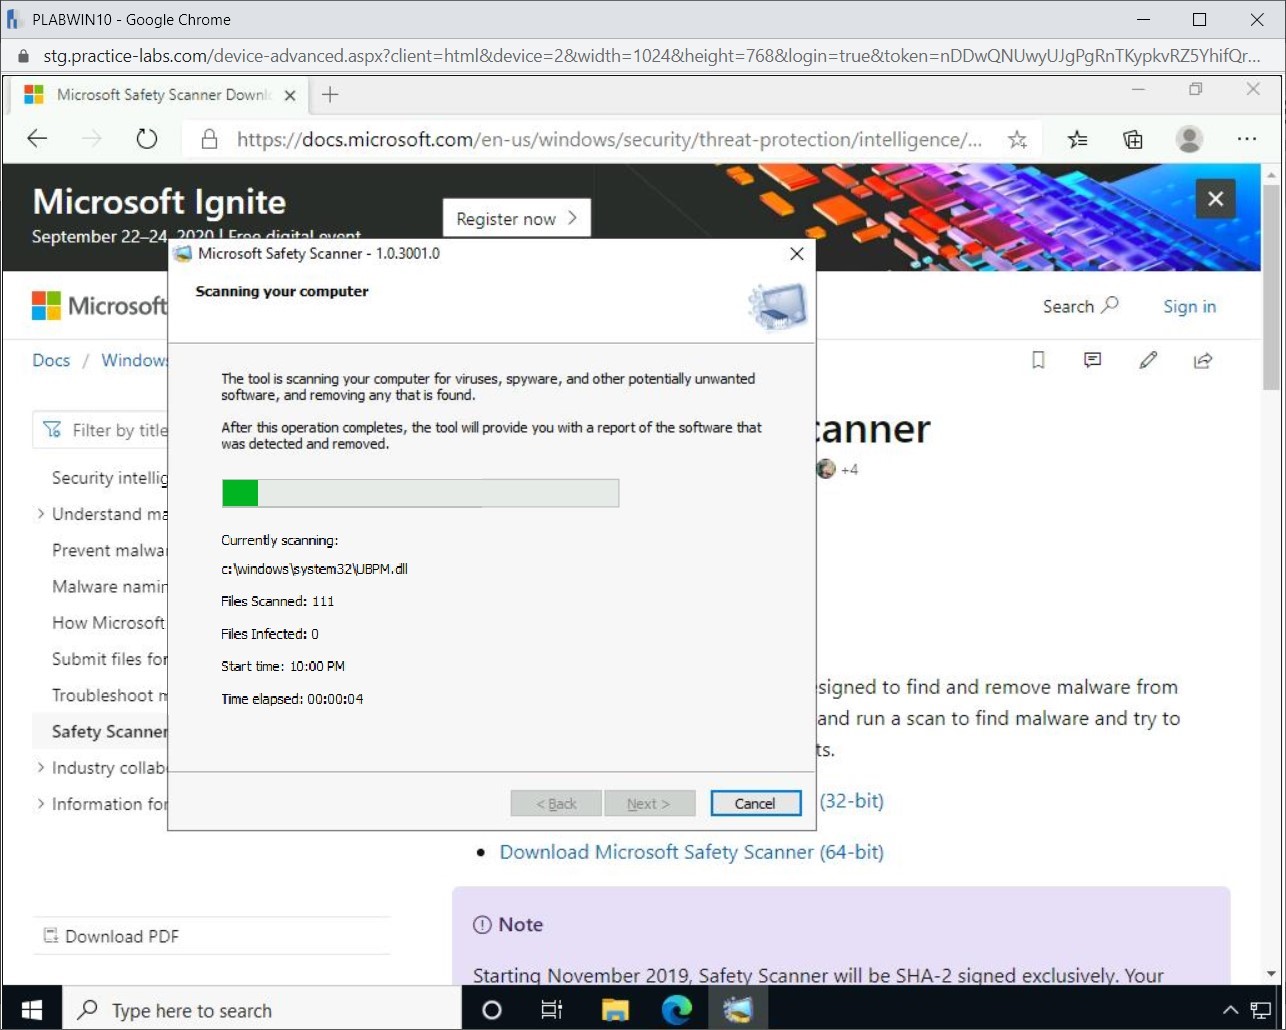 PLABWIN10 - Google Chrome
stg.practice-labs.com/device-advanced.aspx?client=html&device=2&width=1024&height=768&login=true&token=nDDwQNUwyUJgPgRnTKypkvRZ5YhifQr...
Microsoft Safety Scanner Downl
https://docs.microsoft.com/en-us/windows/security/threat-protection/intelligence/...
Microsoft Ignite
September 22–24, 2020 | Free digital event
Register now
Microsoft Safety Scanner - 1.0.3001.0
Scanning your computer
Microsoft
Search
Sign in
Docs / Windows
The tool is scanning your computer for viruses, spyware, and other potentially unwanted
software, and removing any that is found.
After this operation completes, the tool will provide you with a report of the software that
was detected and removed.
Filter by title
canner
+4
Security intellig
Understand ma
Prevent malwar
Malware namin
How Microsoft
Submit files for
Troubleshoot m
Safety Scanner
Industry collab
Information for
Currently scanning:
c:\windows\system32\UBPM.dll
Files Scanned: 111
Files Infected: 0
Start time: 10:00 PM
Time elapsed: 00:00:04
signed to find and remove malware from
and run a scan to find malware and try to
ts.
< Back
Next >
Cancel
(32-bit)
• Download Microsoft Safety Scanner (64-bit)
Note
Download PDF
Starting November 2019, Safety Scanner will be SHA-2 signed exclusively. Your
Type here to search